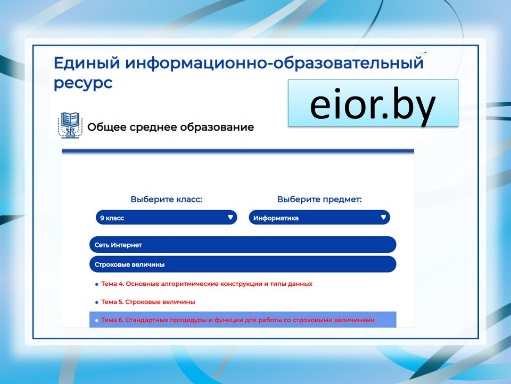 Единый информационно-образовательный
ресурс
eior.by
Общее среднее образование
Выберите класс:
Выберите предмет:
9 класс
Информатика
Сеть Интернет
Строковые величины
Тема 4. Основные алгоритмические конструкции и типы данных
Тема 5. Строковые величины
Тема 6. Стандартные процедуры и функции для работы со строковыми величинами